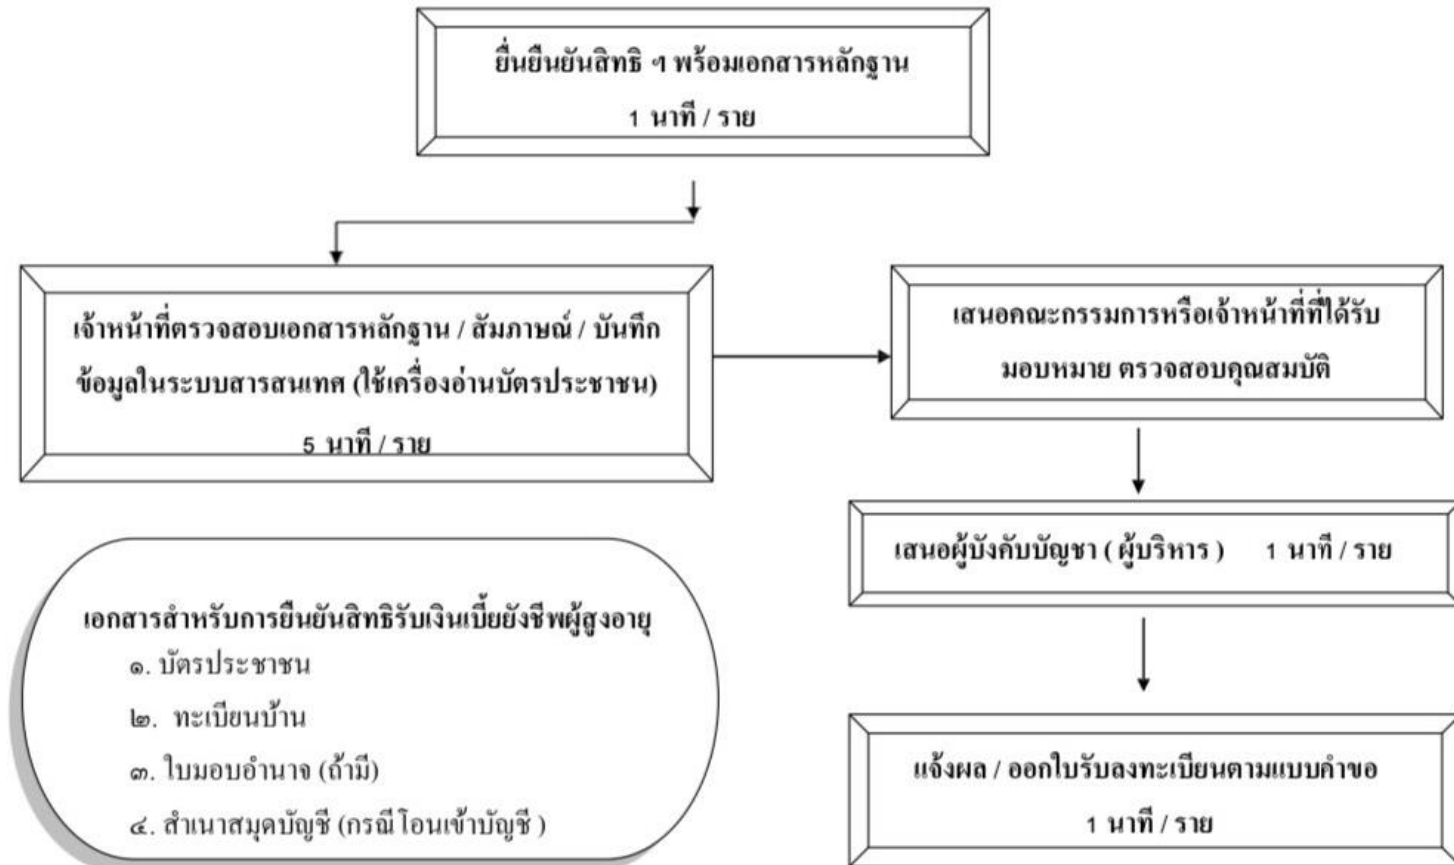 ยื่นยืนยันสิทธิ ฯ พร้อมเอกสารหลักฐาน
1 นาที / ราย
เจ้าหน้าที่ตรวจสอบเอกสารหลักฐาน / สัมภาษณ์ / บันทึก
ข้อมูลในระบบสารสนเทศ (ใช้เครื่องอ่านบัตรประชาชน)
5 นาที / ราย
เสนอคณะกรรมการหรือเจ้าหน้าที่ที่ได้รับ
มอบหมาย ตรวจสอบคุณสมบัติ
เสนอผู้บังคับบัญชา ( ผู้บริหาร ) 1 นาที / ราย
แจ้งผล / ออกใบรับลงทะเบียนตามแบบคำขอ
1 นาที / ราย
เอกสารสำหรับการยืนยันสิทธิรับเงินเบี้ยยังชีพผู้สูงอายุ
๑. บัตรประชาชน
๒. ทะเบียนบ้าน
๓. ใบมอบอำนาจ (ถ้ามี)
๔. สำเนาสมุดบัญชี (กรณีโอนเข้าบัญชี )